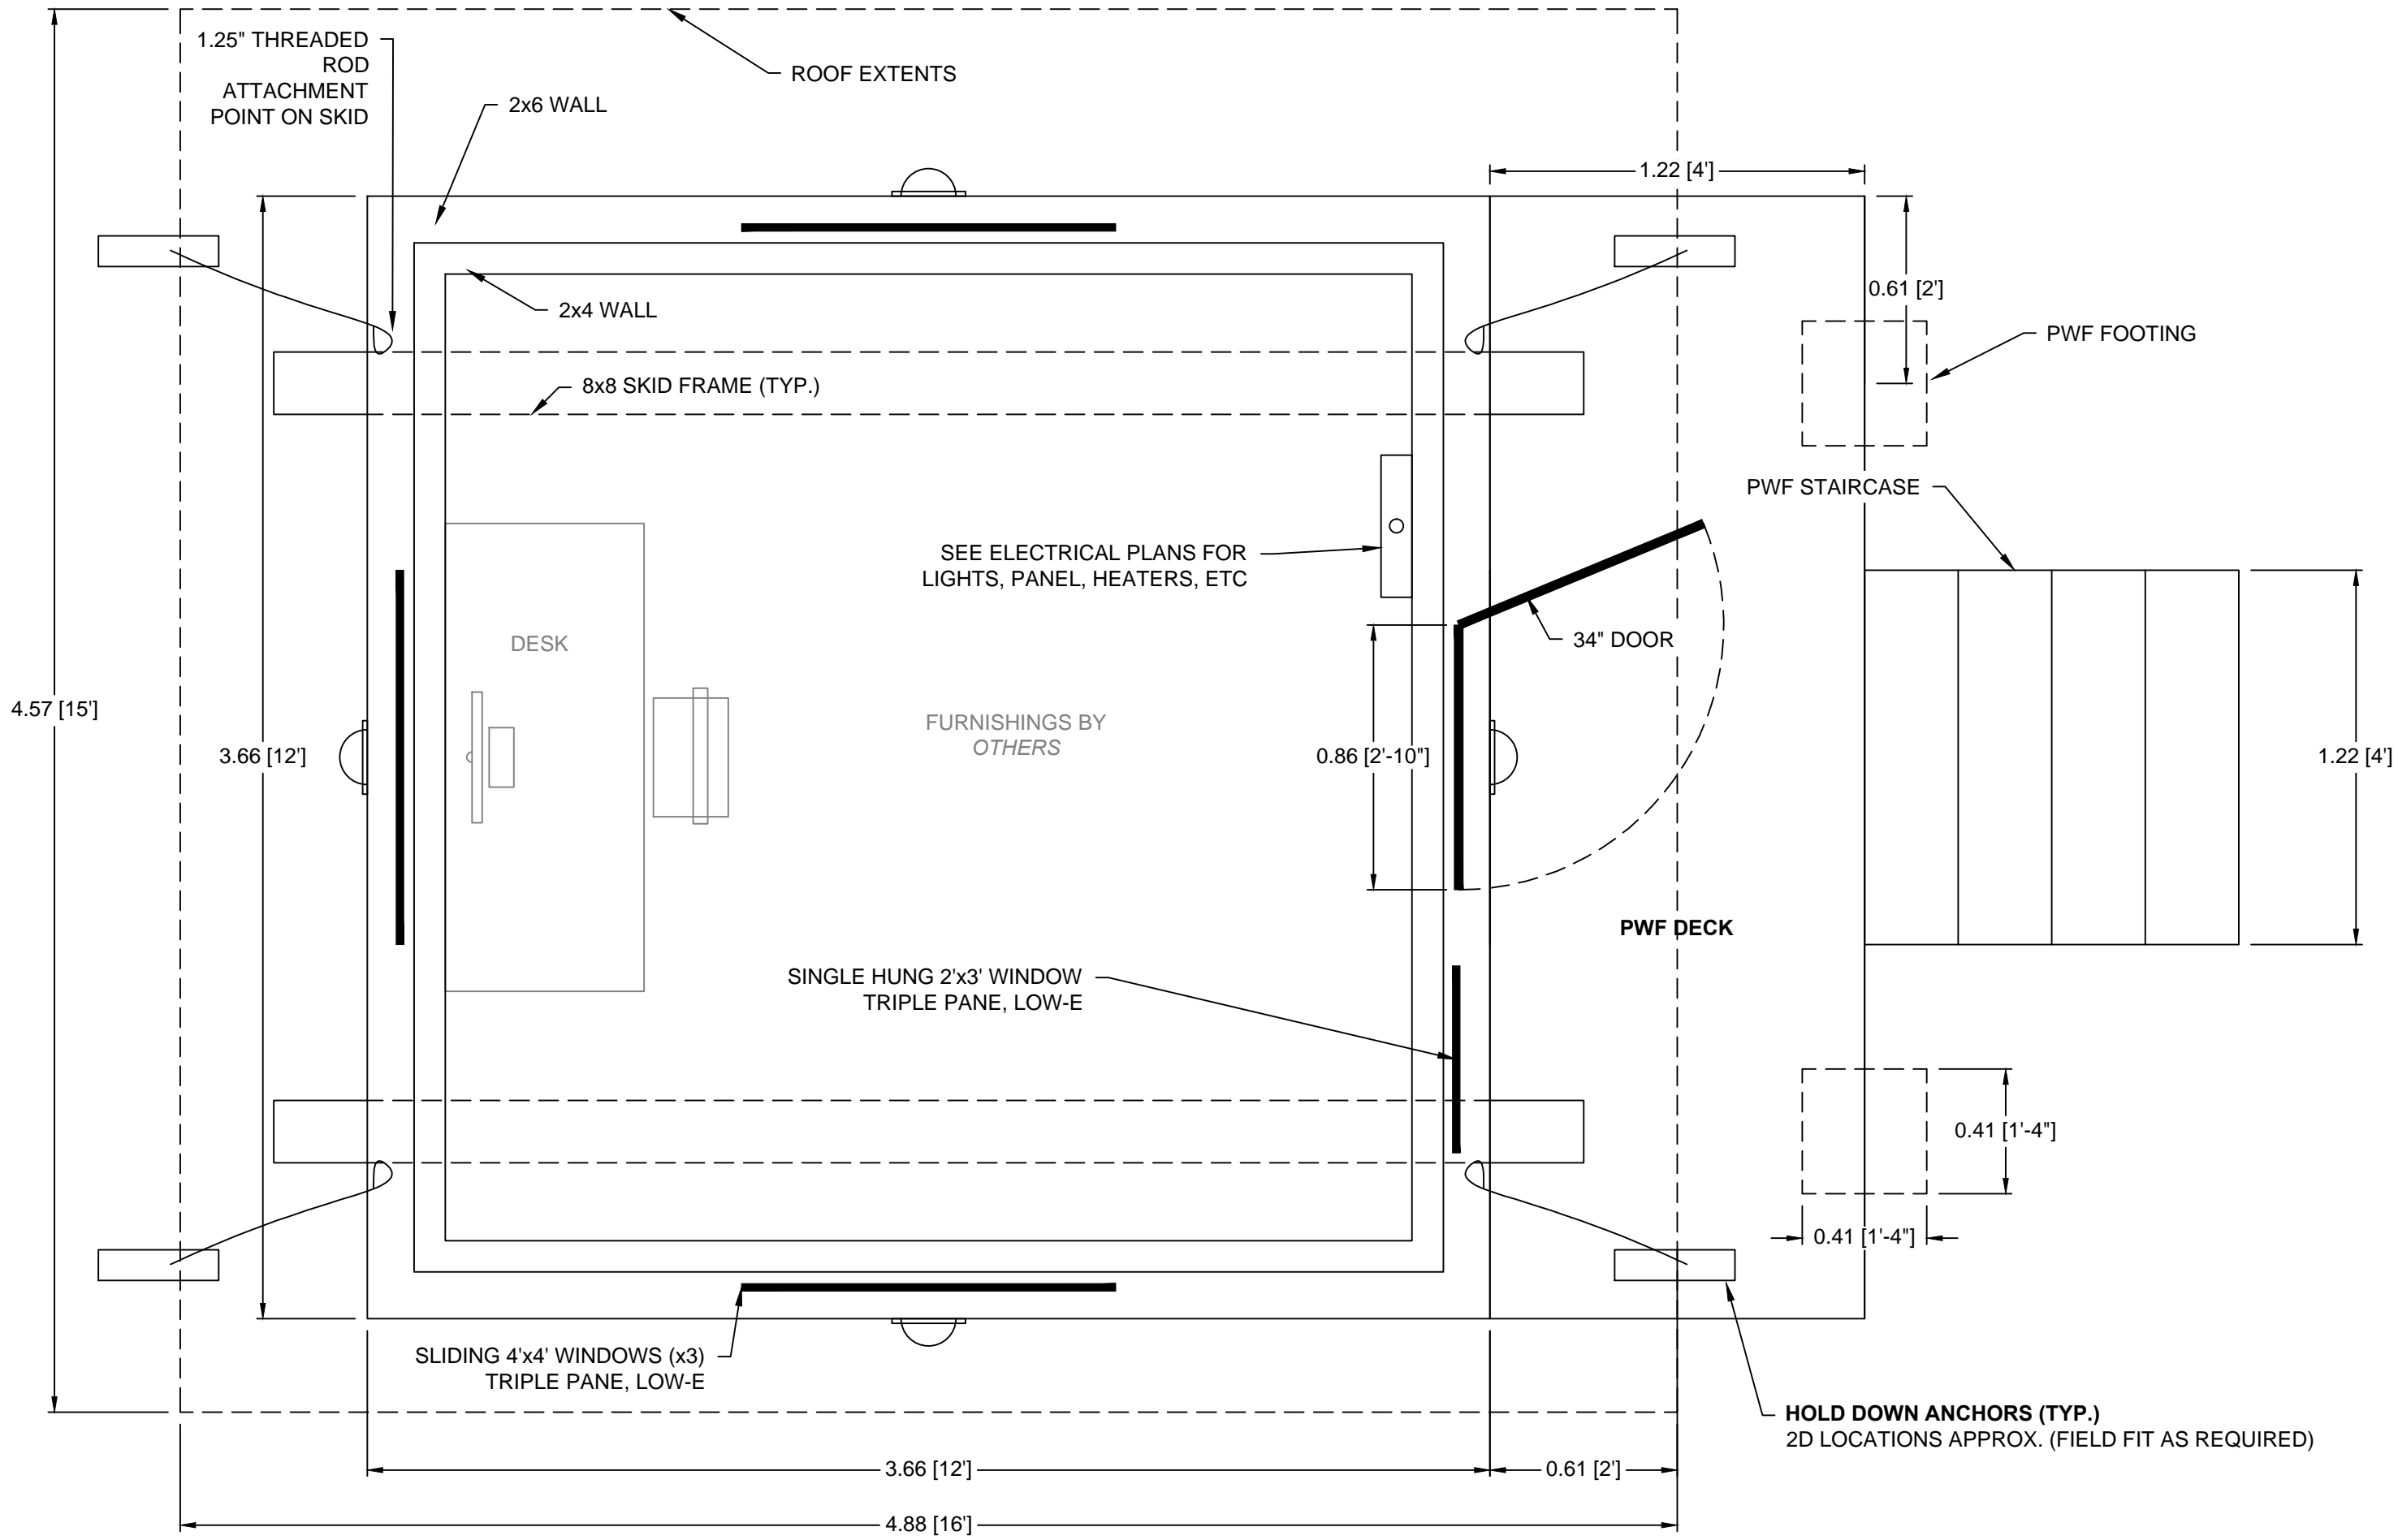 1.25" THREADED
ROD
ATTACHMENT
POINT ON SKID
ROOF EXTENTS
2x6 WALL
1.22 [4']
0.61 [2']
2x4 WALL
PWF FOOTING
8x8 SKID FRAME (TYP.)
PWF STAIRCASE
SEE ELECTRICAL PLANS FOR
LIGHTS, PANEL, HEATERS, ETC
34" DOOR
DESK
4.57 [15']
3.66 [12']
FURNISHINGS BY
OTHERS
0.86 [2'-10"]
1.22 [4']
PWF DECK
SINGLE HUNG 2'x3' WINDOW
TRIPLE PANE, LOW-E
0.41 [1'-4"]
0.41 [1'-4"]
SLIDING 4'x4' WINDOWS (x3)
TRIPLE PANE, LOW-E
HOLD DOWN ANCHORS (TYP.)
2D LOCATIONS APPROX. (FIELD FIT AS REQUIRED)
3.66 [12']
0.61 [2']
4.88 [16']